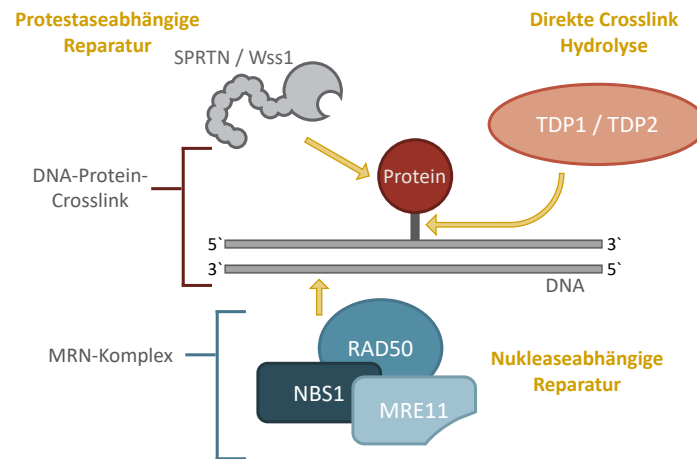 Protestaseabhängige
Reparatur
Direkte Crosslink
Hydrolyse
SPRTN / Wss1
TDP1 / TDP2
DNA-Protein-
Crosslink
Protein
5` 3`
3` 5`
DNA
MRN-Komplex
RAD50
NBS1
MRE11
Nukleaseabhängige
Reparatur